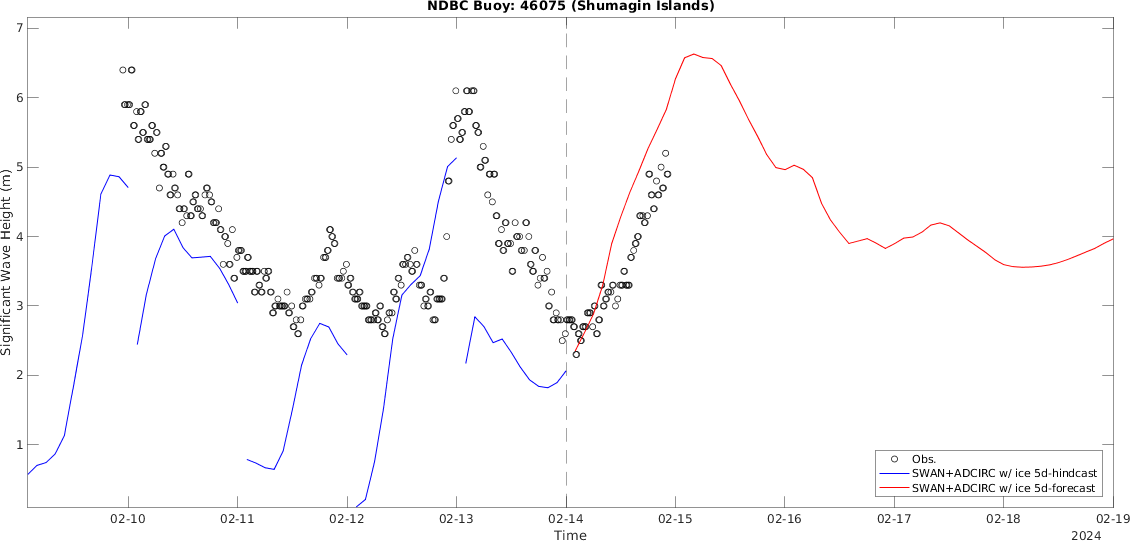 NDBC Buoy: 46075 (Shumagin Islands)
7
6
5
4
3
2
1
Significant Wave Height (m)
Obs.
SWAN+ADCIRC w/ ice 5d-hindcast
SWAN+ADCIRC w/ ice 5d-forecast
02-10 02-11 02-12 02-13 02-14 02-15 02-16 02-17 02-18 02-19
Time
2024